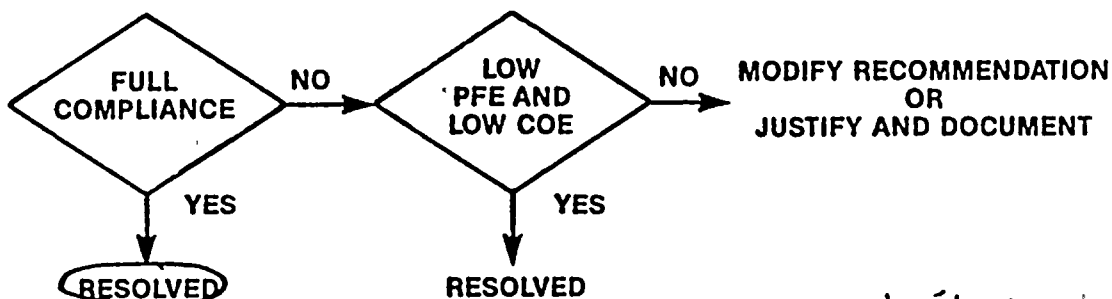 FULL
COMPLIANCE
NO
LOW
PFE AND
LOW COE
NO
MODIFY RECOMMENDATION
OR
JUSTIFY AND DOCUMENT
YES
YES
RESOLVED
RESOLVED